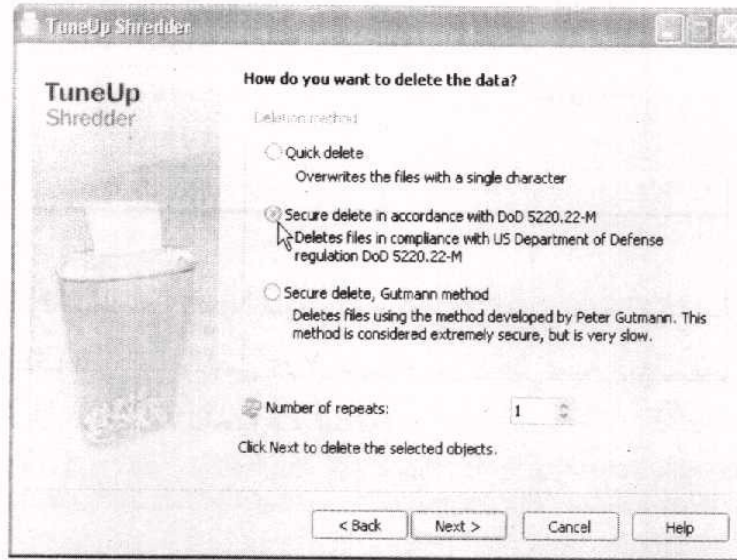 TuneUp Shredder
TuneUp
Shredder
How do you want to delete the data?
Deletion method
Quick delete
Overwrites the files with a single character
Secure delete in accordance with DoD 5220.22-M
Deletes files in compliance with US Department of Defense
regulation DoD 5220.22-M
Secure delete, Gutmann method
Deletes files using the method developed by Peter Gutmann. This
method is considered extremely secure, but is very slow.
Number of repeats:
1
Click Next to delete the selected objects.
< Back
Next >
Cancel
Help